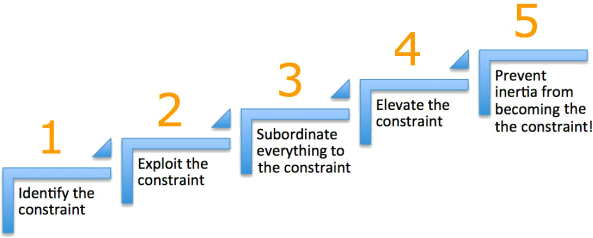 1
Identify the
constraint
2
Exploit the
constraint
3
Subordinate
everything to
the constraint
4
Elevate the
constraint
5
Prevent
inertia from
becoming the
the constraint!